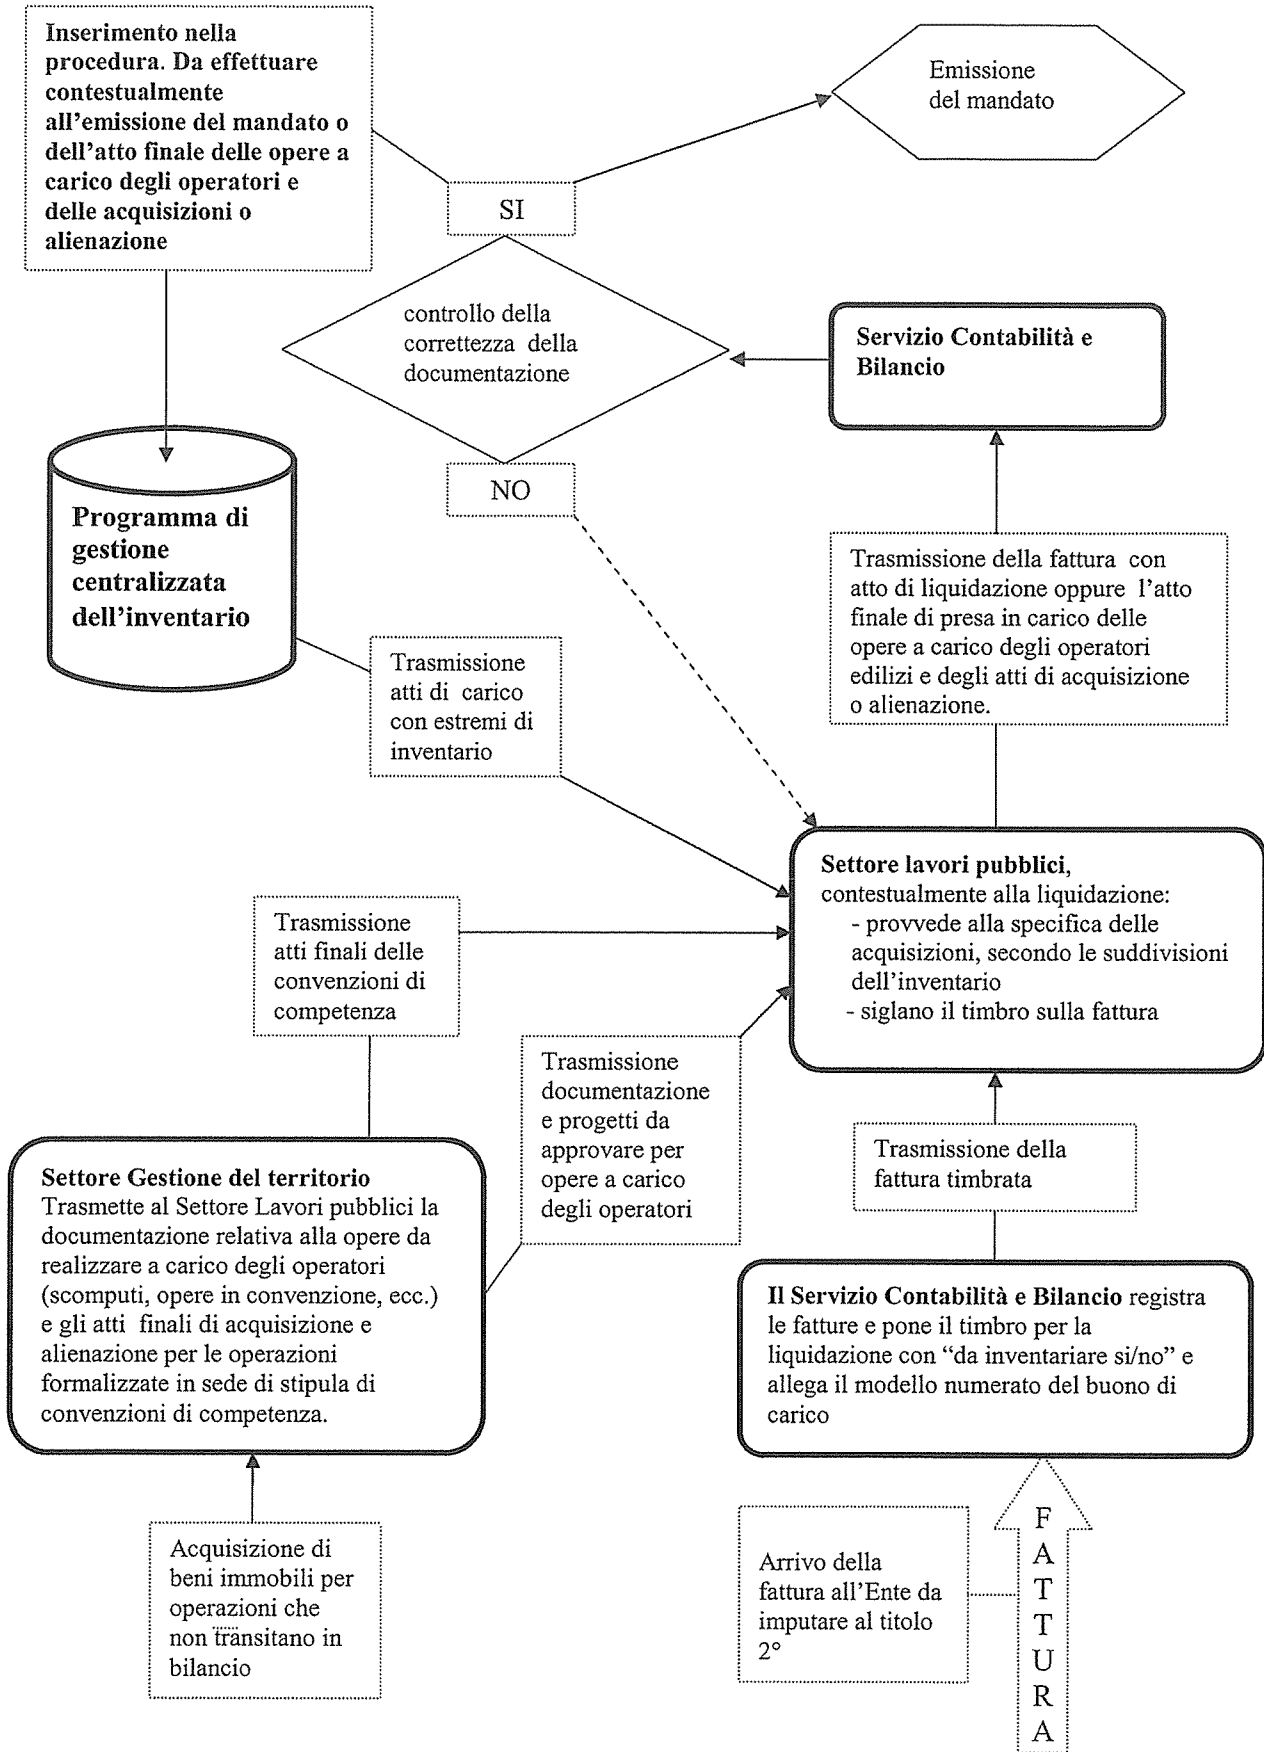 Inserimento nella
procedura. Da effettuare
contestualmente
all'emissione del mandato o
dell'atto finale delle opere a
carico degli operatori e
delle acquisizioni o
alienazione
Emissione
del mandato
SI
controllo della
correttezza della
documentazione
Servizio Contabilità e
Bilancio
NO
Programma di
gestione
centralizzata
dell'inventario
Trasmissione della fattura con
atto di liquidazione oppure l'atto
finale di presa in carico delle
opere a carico degli operatori
edilizi e degli atti di acquisizione
o alienazione.
Trasmissione
atti di carico
con estremi di
inventario
Settore lavori pubblici,
contestualmente alla liquidazione:
- provvede alla specifica delle
acquisizioni, secondo le suddivisioni
dell'inventario
- siglano il timbro sulla fattura
Trasmissione
atti finali delle
convenzioni di
competenza
Trasmissione
documentazione
e progetti da
approvare per
opere a carico
degli operatori
Trasmissione della
fattura timbrata
Settore Gestione del territorio
Trasmette al Settore Lavori pubblici la
documentazione relativa alla opere da
realizzare a carico degli operatori
(scomputi, opere in convenzione, ecc.)
e gli atti finali di acquisizione e
alienazione per le operazioni
formalizzate in sede di stipula di
convenzioni di competenza.
Il Servizio Contabilità e Bilancio registra
le fatture e pone il timbro per la
liquidazione con "da inventariare si/no" e
allega il modello numerato del buono di
carico
Acquisizione di
beni immobili per
operazioni che
non transitano in
bilancio
Arrivo della
fattura all'Ente da
imputare al titolo
2°
F
A
T
T
U
R
A